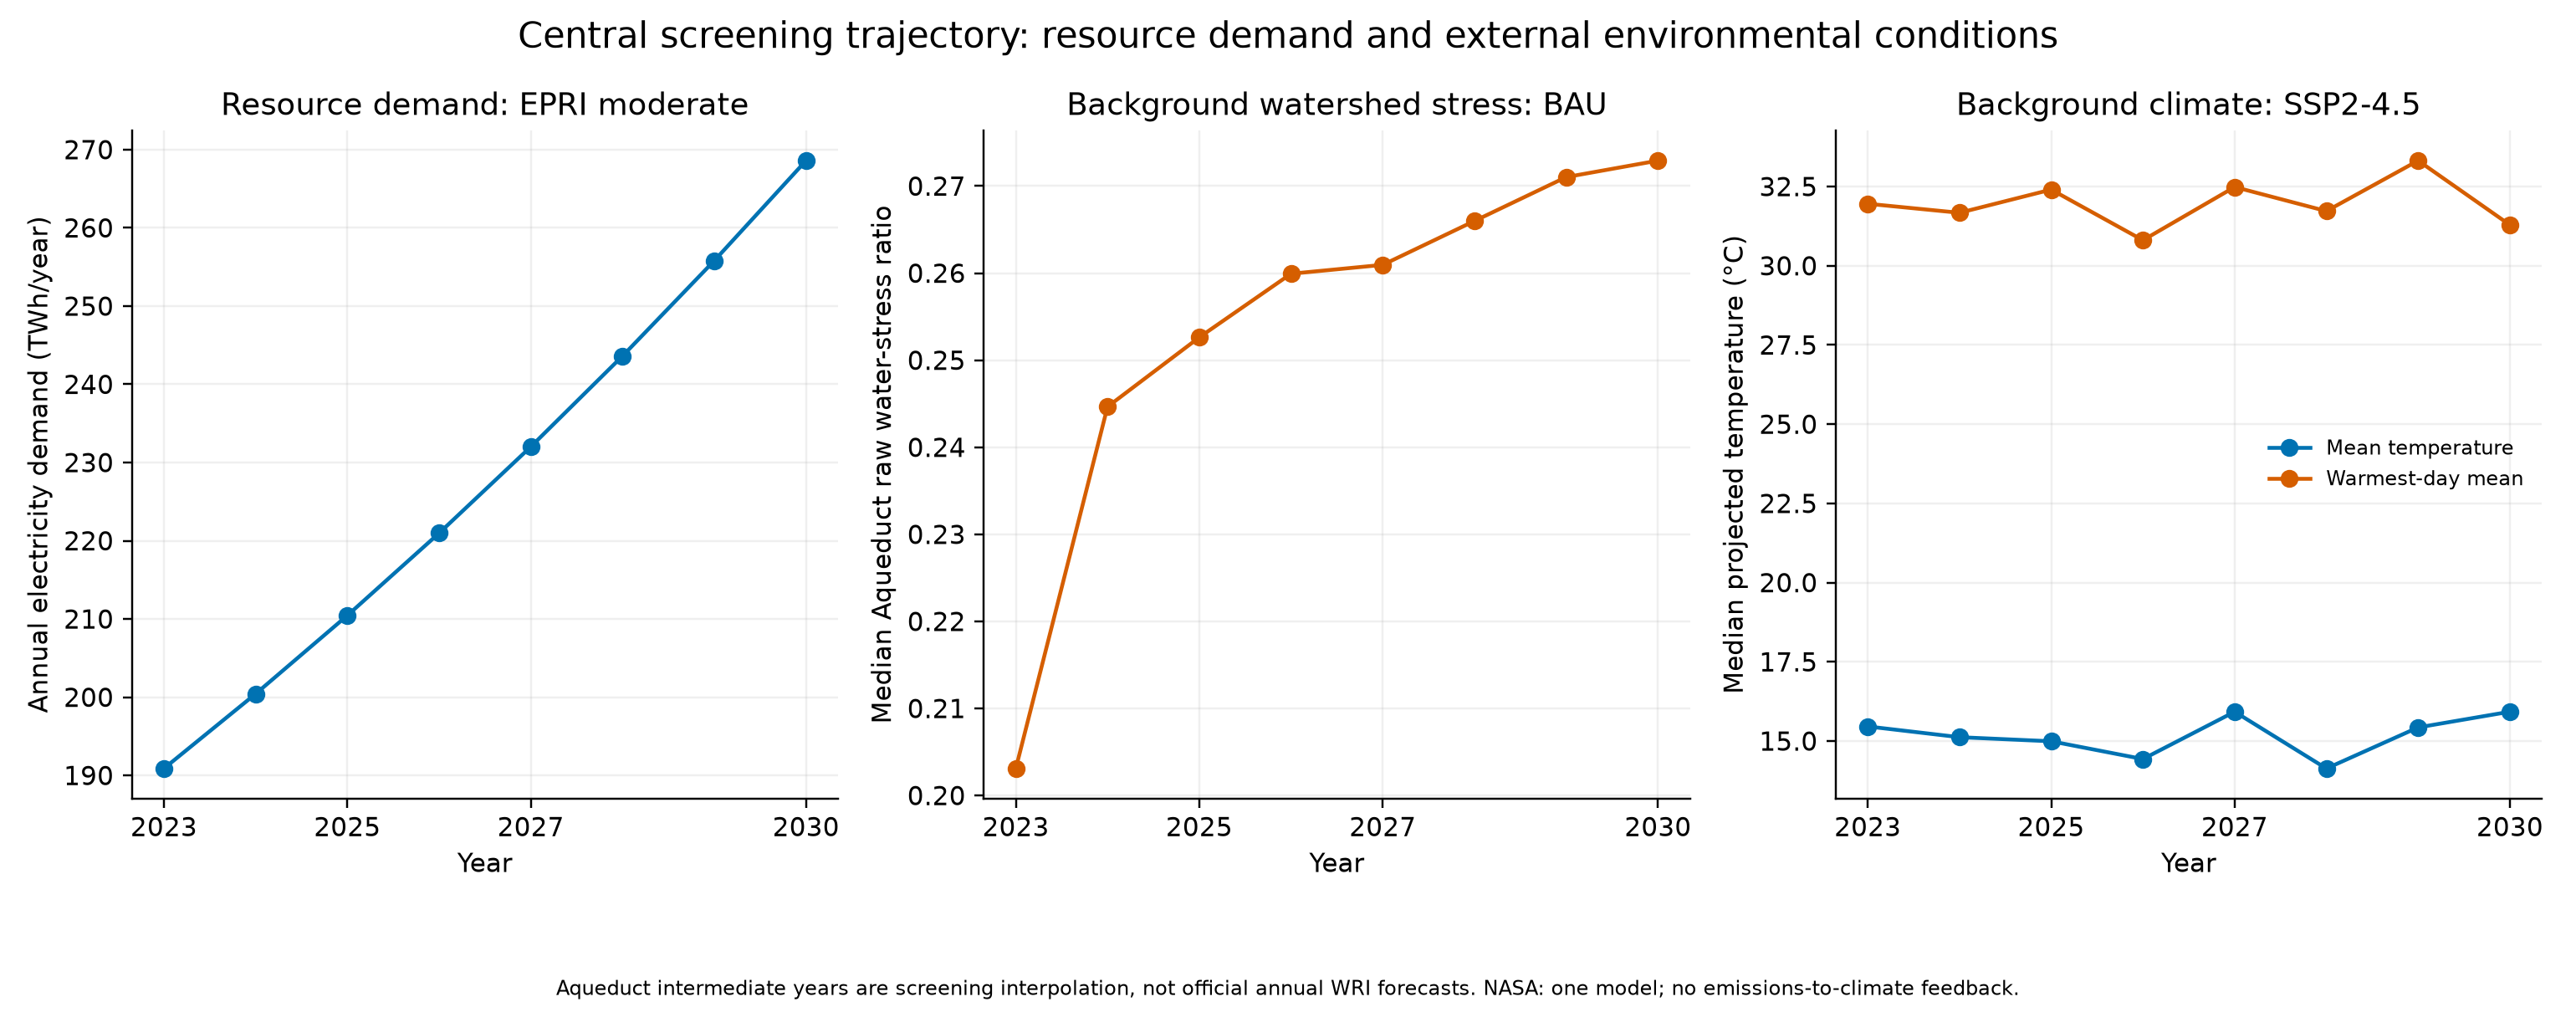 Central screening trajectory: resource demand and external environmental conditions
Resource demand: EPRI moderate
Annual electricity demand (TWh/year)
270
260
250
240
230
220
210
200
190
2023
2025
2027
2030
Year
Background watershed stress: BAU
Median Aqueduct raw water-stress ratio
0.27
0.26
0.25
0.24
0.23
0.22
0.21
0.20
2023
2025
2027
2030
Year
Background climate: SSP2-4.5
Median projected temperature (°C)
32.5
30.0
27.5
25.0
22.5
20.0
17.5
15.0
Mean temperature
Warmest-day mean
2023
2025
2027
2030
Year
Aqueduct intermediate years are screening interpolation, not official annual WRI forecasts. NASA: one model; no emissions-to-climate feedback.